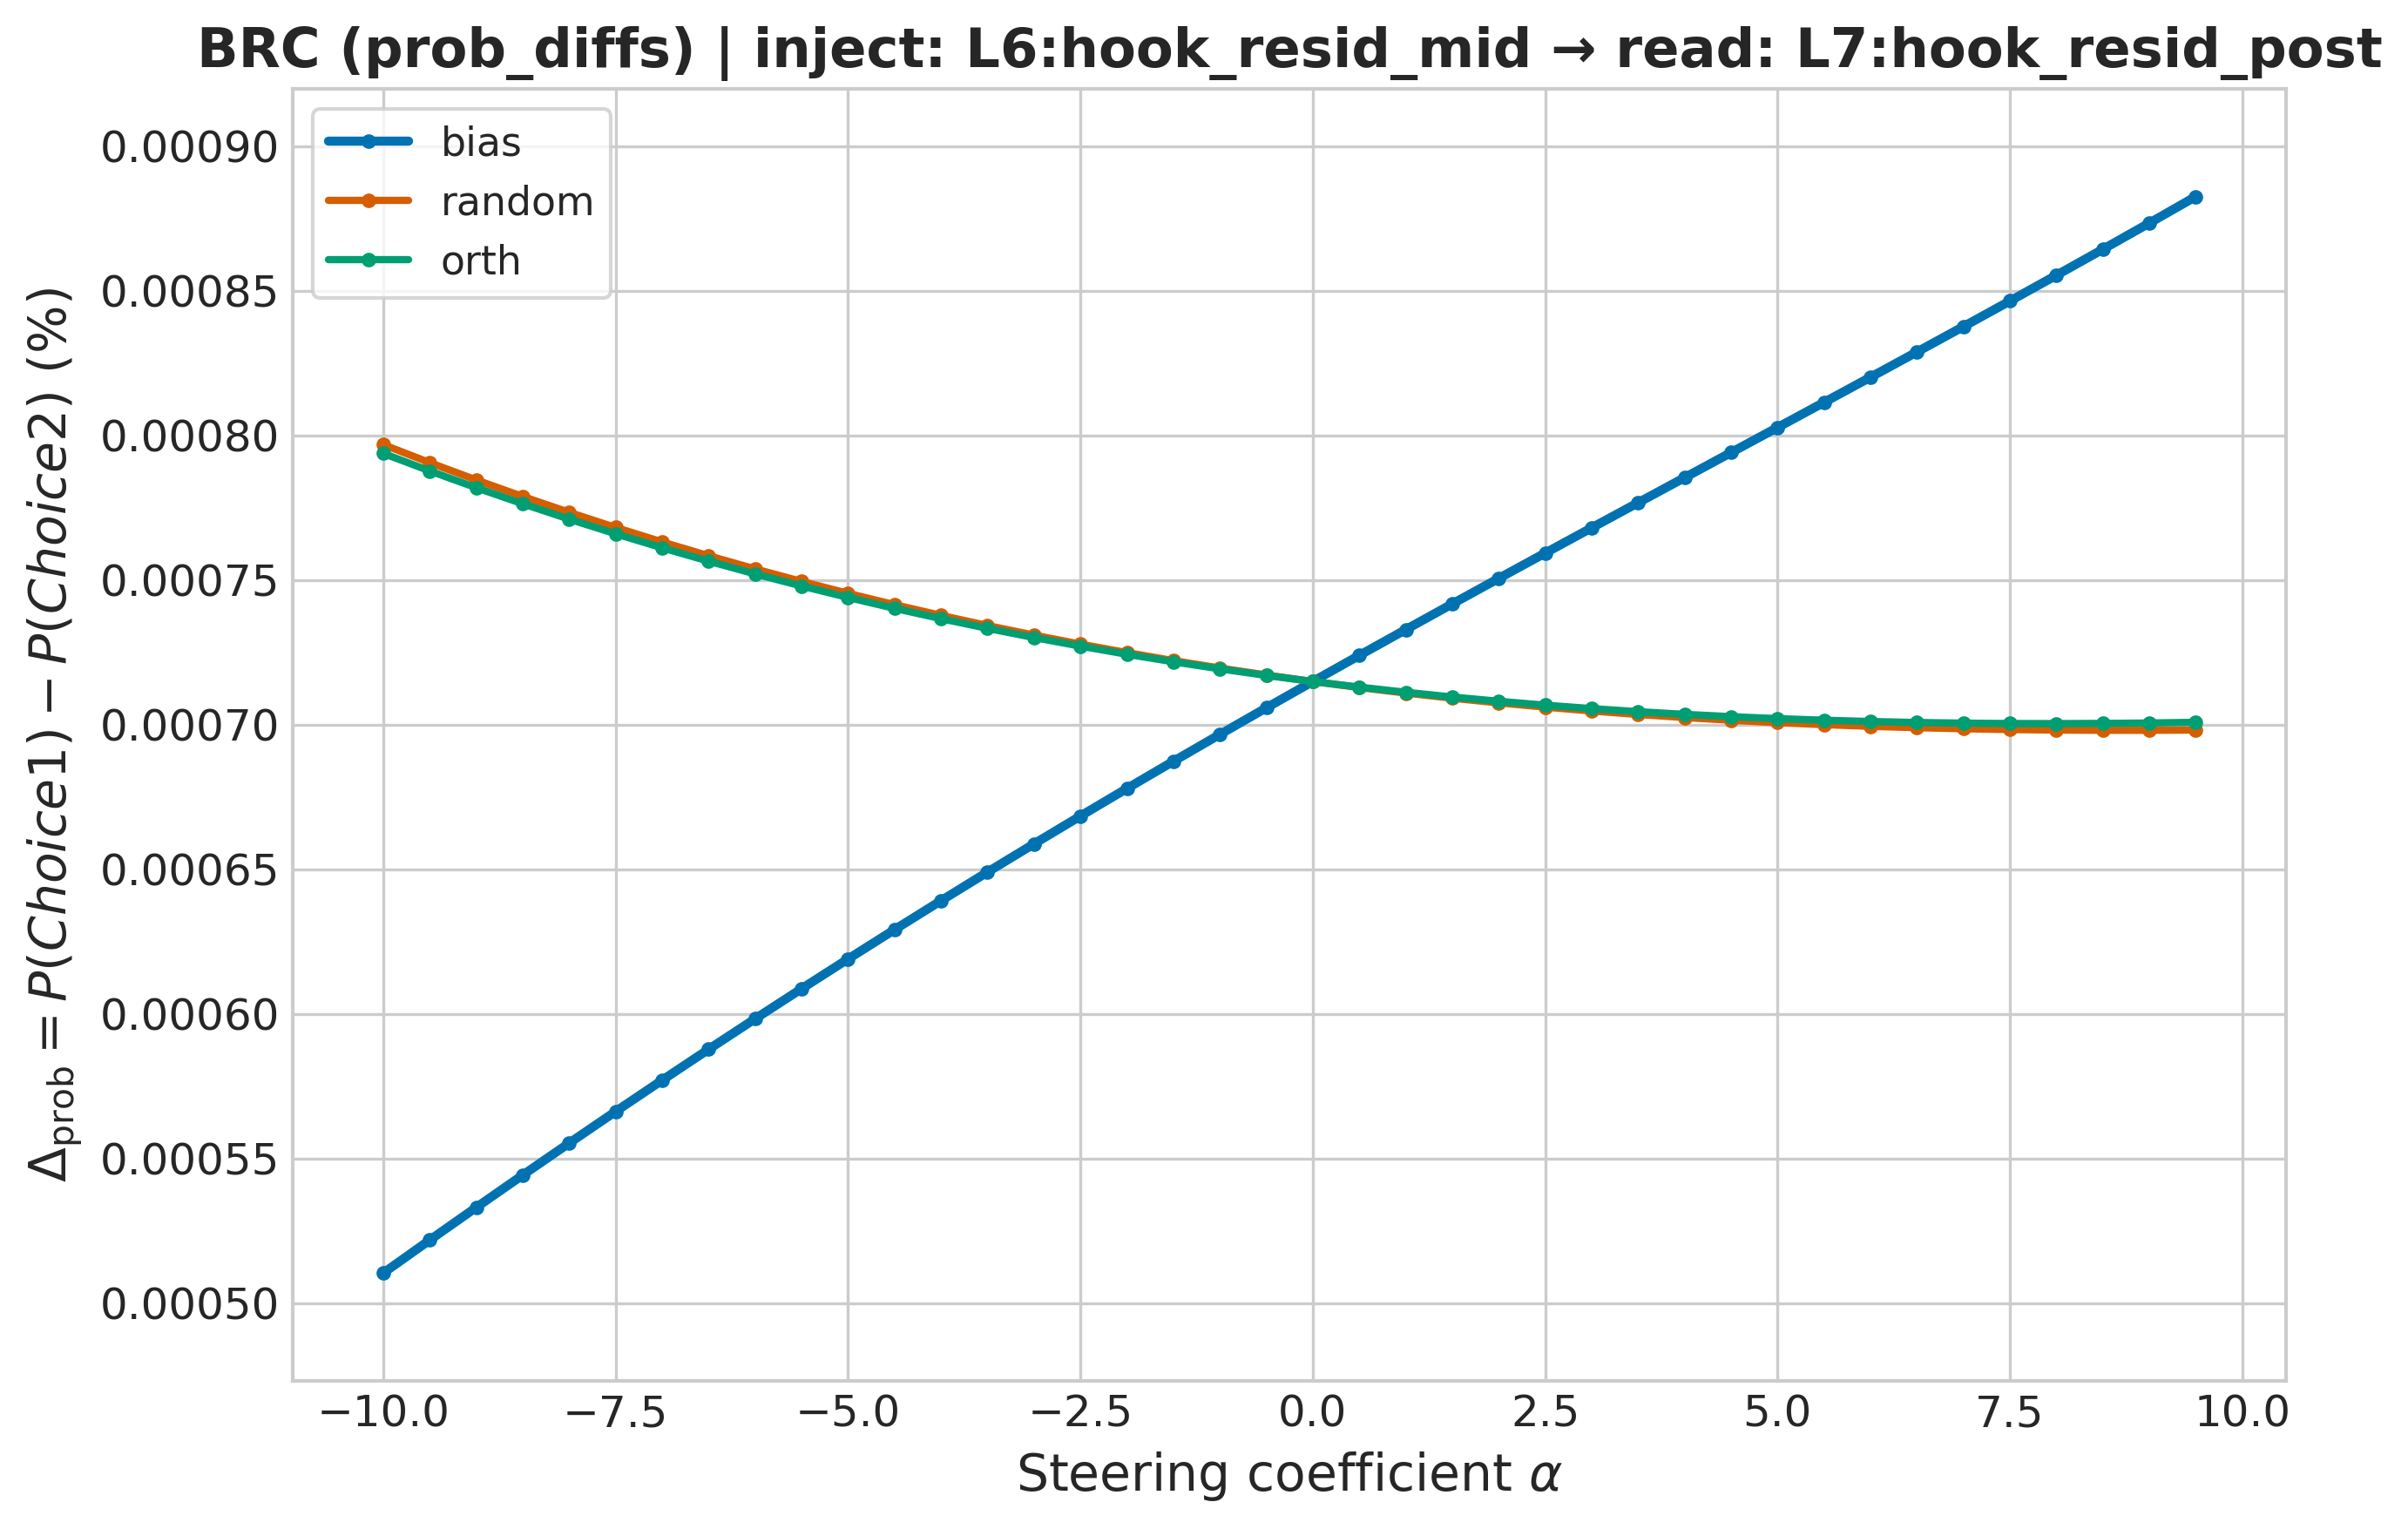 BRC (prob_diffs) | inject: L6:hook_resid_mid → read: L7:hook_resid_post
bias
random
orth
0.00090
0.00085
0.00080
0.00075
0.00070
0.00065
0.00060
0.00055
0.00050
Δprob = P(Choice1) − P(Choice2) (%)
−10.0 −7.5 −5.0 −2.5 0.0 2.5 5.0 7.5 10.0
Steering coefficient α